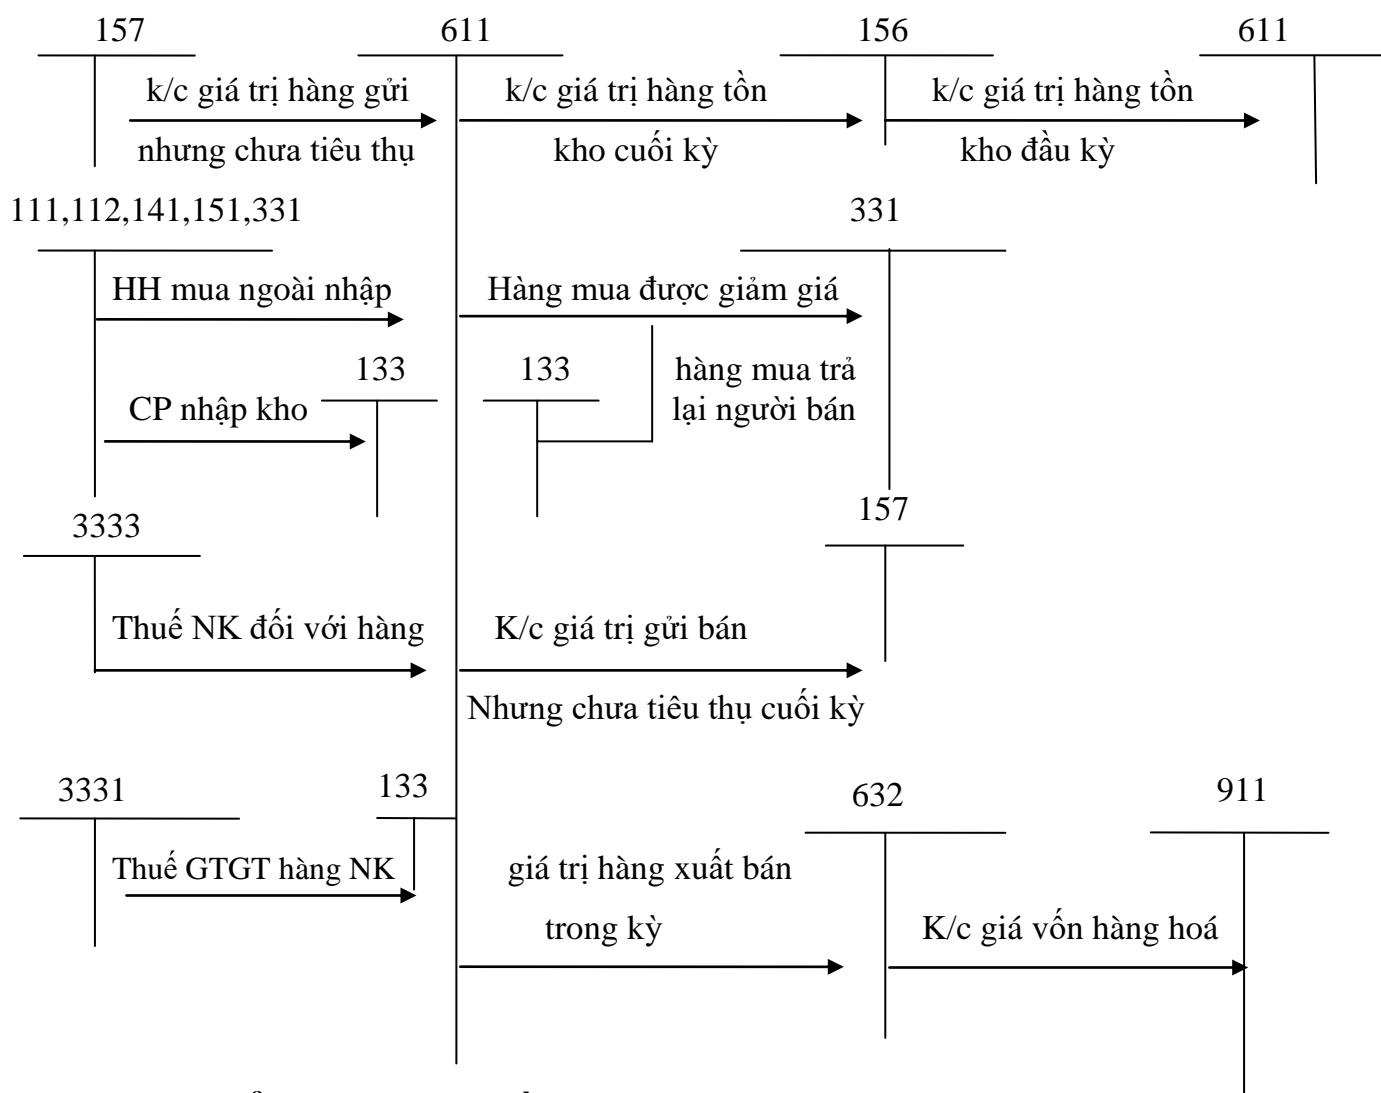 157 611 156 611
k/c giá trị hàng gửi k/c giá trị hàng tồn k/c giá trị hàng tồn
nhưng chưa tiêu thụ kho cuối kỳ kho đầu kỳ
111,112,141,151,331 331
HH mua ngoài nhập Hàng mua được giảm giá
133 133 hàng mua trả
CP nhập kho lại người bán
3333 157
Thuế NK đối với hàng K/c giá trị gửi bán
Nhưng chưa tiêu thụ cuối kỳ
3331 133 632 911
Thuế GTGT hàng NK giá trị hàng xuất bán
trong kỳ K/c giá vốn hàng hoá